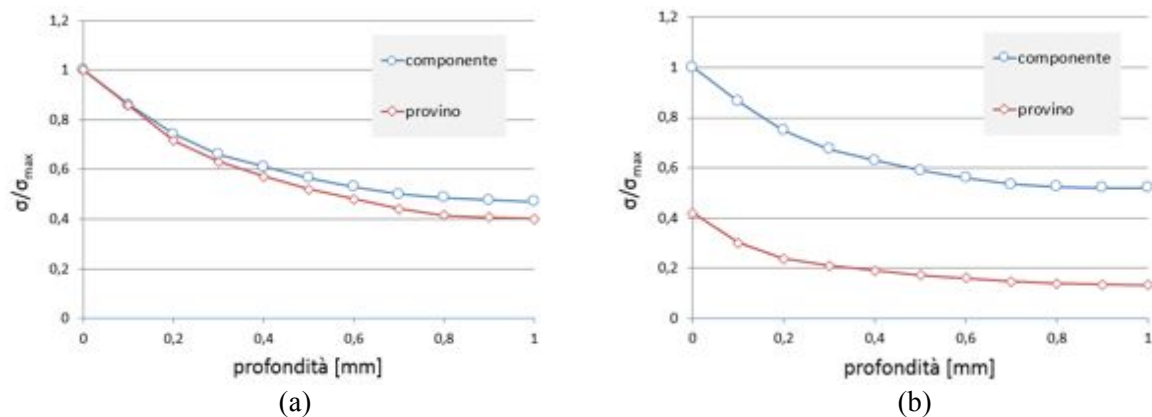 1,2
1
0,8
0,6
0,4
0,2
0
σ/σmax
componente
provino
0 0,2 0,4 0,6 0,8 1
profondità [mm]
(a)
1,2
1
0,8
0,6
0,4
0,2
0
σ/σmax
componente
provino
0 0,2 0,4 0,6 0,8 1
profondità [mm]
(b)